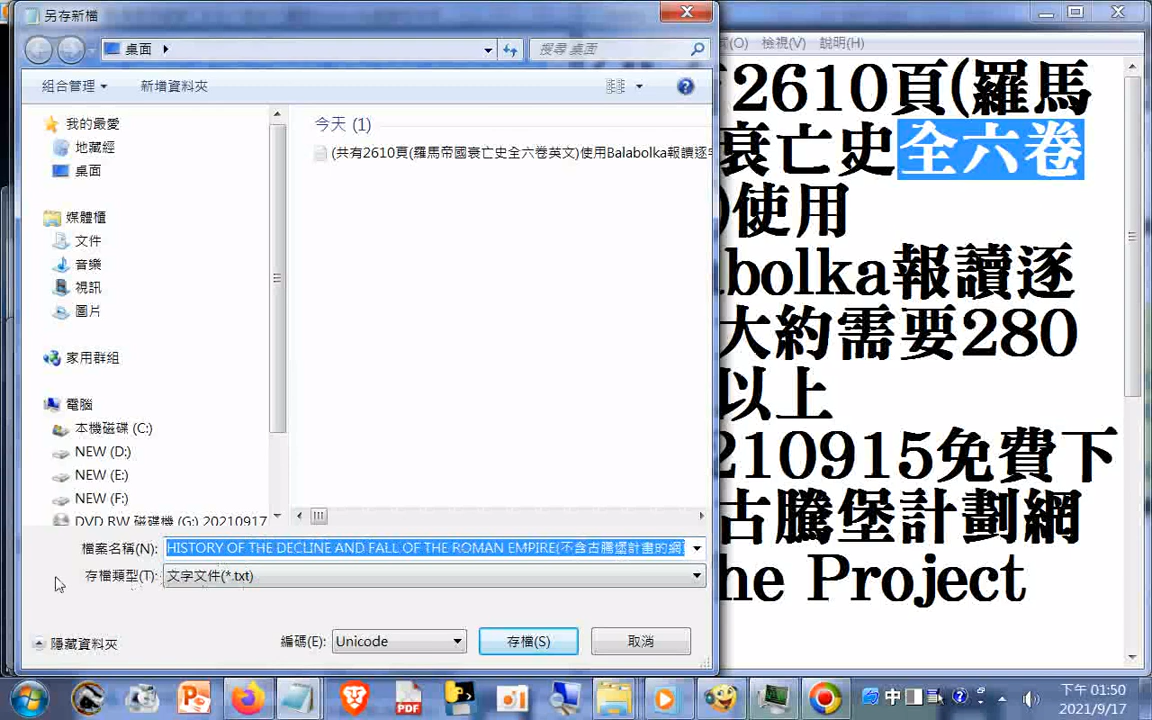 另存新檔
桌面
搜尋 桌面
組合管理
新增資料夾
我的最愛
地藏經
桌面
媒體櫃
文件
音樂
視訊
圖片
家用群組
電腦
本機磁碟 (C:)
NEW (D:)
NEW (E:)
NEW (F:)
DVD RW 磁碟機 (G:) 20210917
今天 (1)
(共有2610頁(羅馬帝國衰亡史全六卷英文)使用Balabolka報讀逐字
檔案名稱(N):
HISTORY OF THE DECLINE AND FALL OF THE ROMAN EMPIRE(不含古騰堡計畫的網
存檔類型(T):
文字文件(*.txt)
隱藏資料夾
編碼(E):
Unicode
存檔(S)
取消
(O) 檢視(V) 說明(H)
2610頁(羅馬
衰亡史全六卷
)使用
bolka報讀逐
大約需要280
以上
210915免費下
古騰堡計劃網
he Project
PDF
中
下午 01:50
2021/9/17